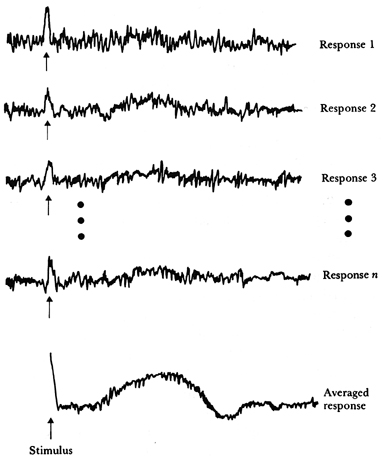 Response 1
Response 2
Response 3
Response n
Averaged
response
Stimulus